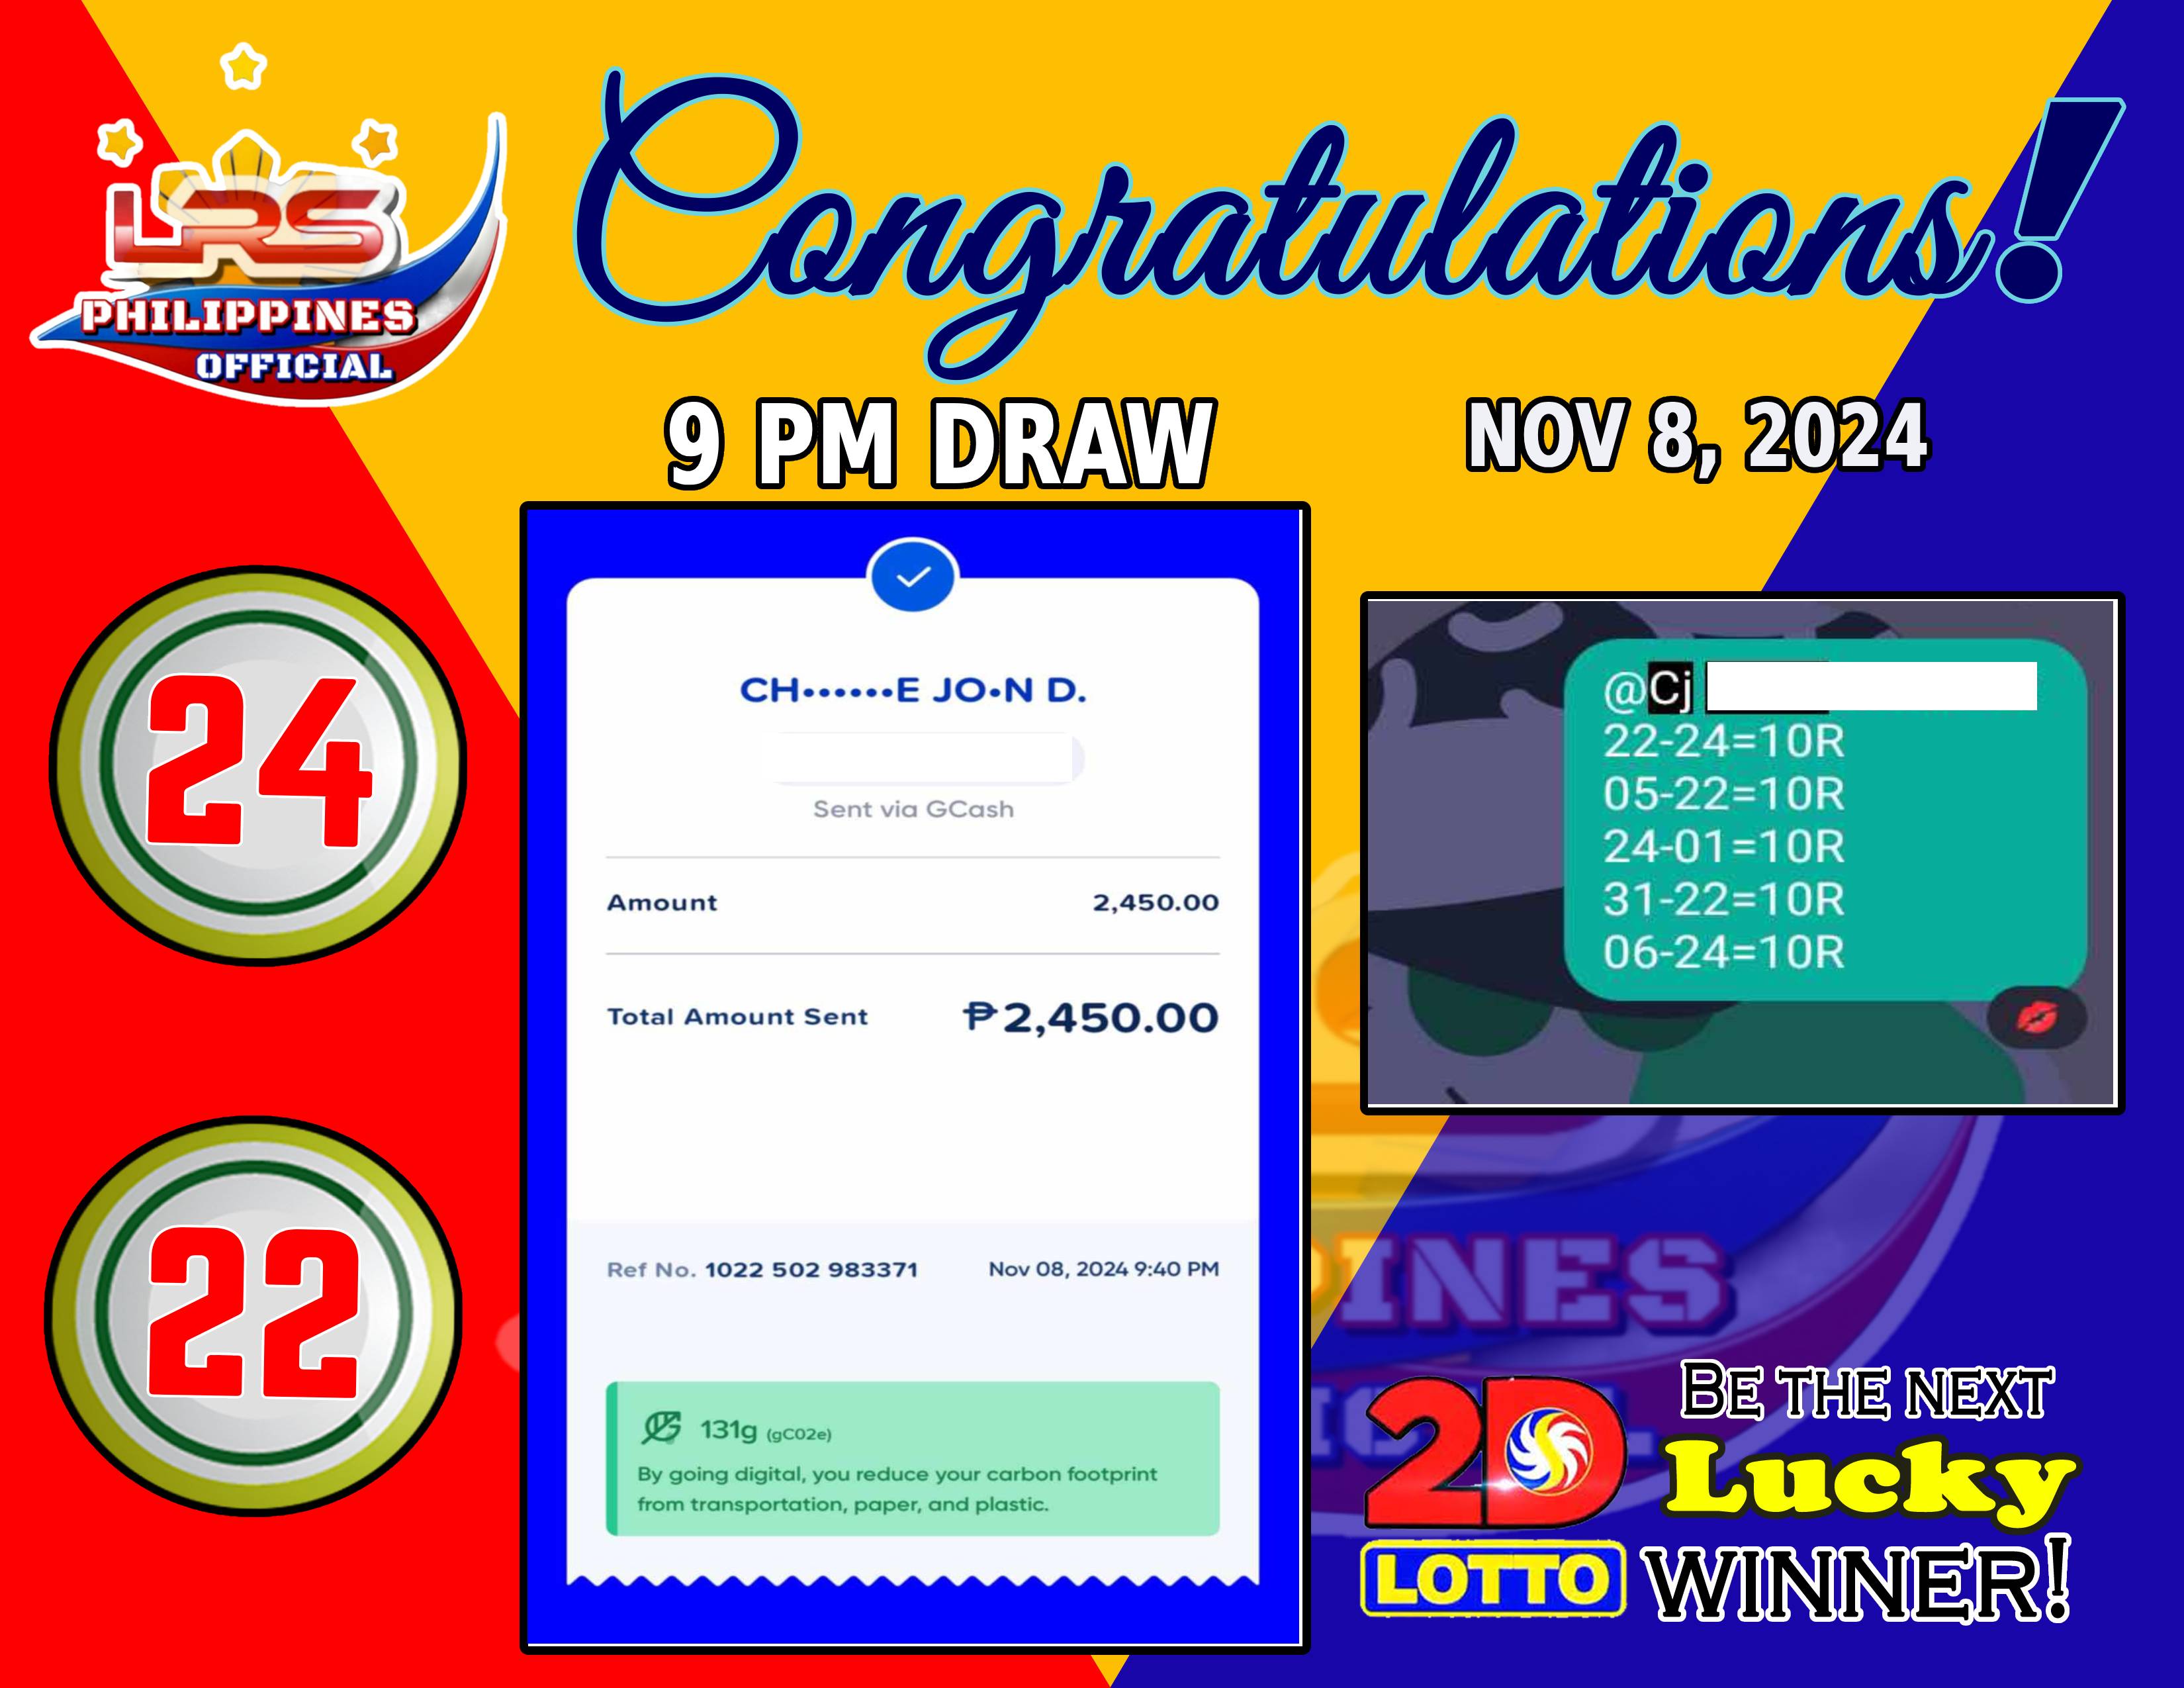 LRS
PHILIPPINES
OFFICIAL
Congratulations!
9 PM DRAW
NOV 8, 2024
24
22
CH••••••E JO•N D.
Sent via GCash
Amount 2,450.00
Total Amount Sent ₱2,450.00
Ref No. 1022 502 983371 Nov 08, 2024 9:40 PM
131g (gC02e)
By going digital, you reduce your carbon footprint
from transportation, paper, and plastic.
@Cj
22-24=10R
05-22=10R
24-01=10R
31-22=10R
06-24=10R
PINES
2D
LOTTO
BE THE NEXT
Lucky
WINNER!